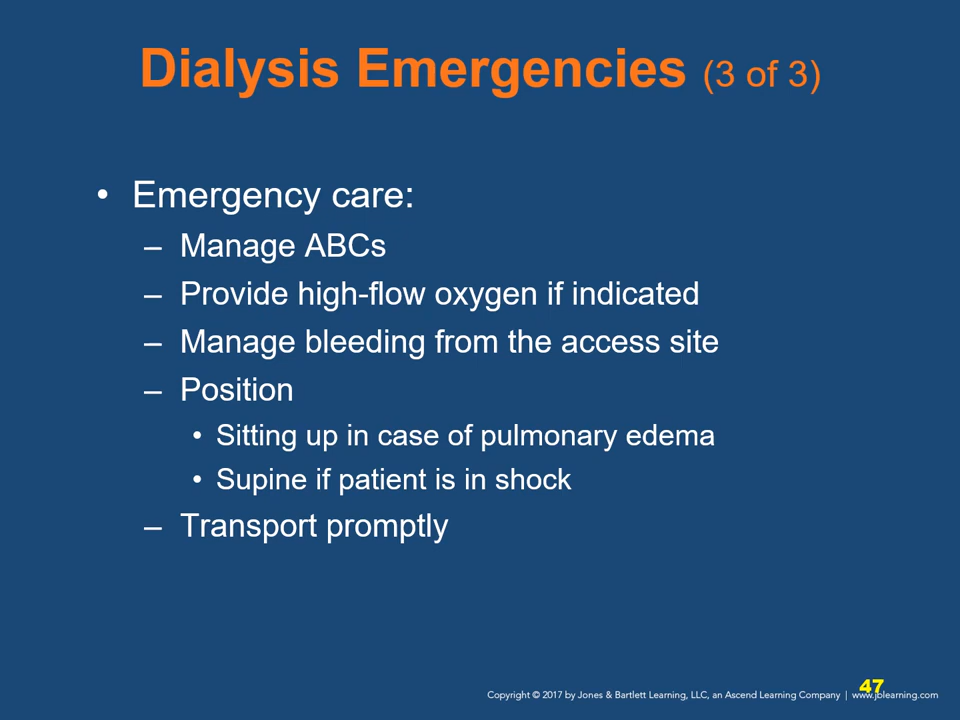 Dialysis Emergencies (3 of 3)
• Emergency care:
– Manage ABCs
– Provide high-flow oxygen if indicated
– Manage bleeding from the access site
– Position
• Sitting up in case of pulmonary edema
• Supine if patient is in shock
– Transport promptly
47
Copyright © 2017 by Jones & Bartlett Learning, LLC, an Ascend Learning Company | www.jblearning.com